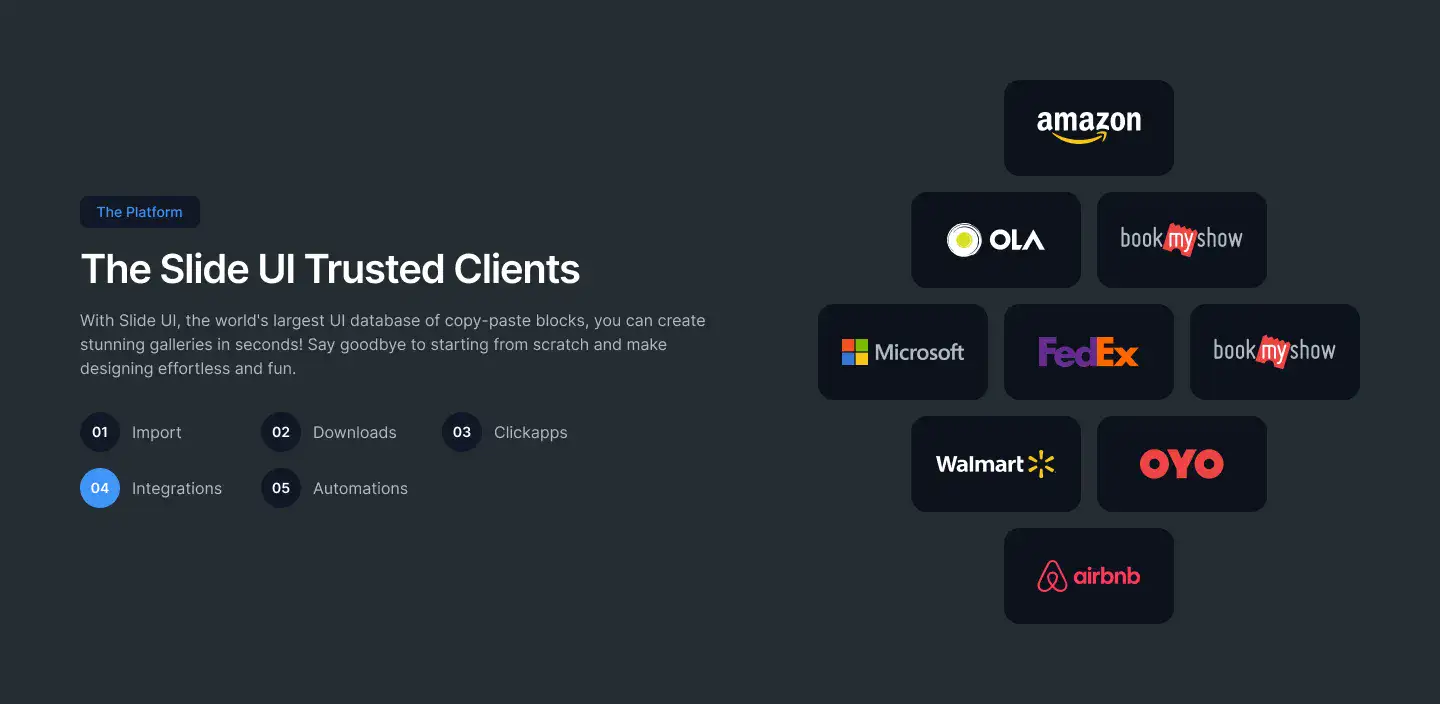 The Platform
The Slide UI Trusted Clients
With Slide UI, the world's largest UI database of copy-paste blocks, you can create
stunning galleries in seconds! Say goodbye to starting from scratch and make
designing effortless and fun.
01 Import 02 Downloads 03 Clickapps
04 Integrations 05 Automations
amazon
OLA bookmyshow
Microsoft FedEx bookmyshow
Walmart OYO
airbnb